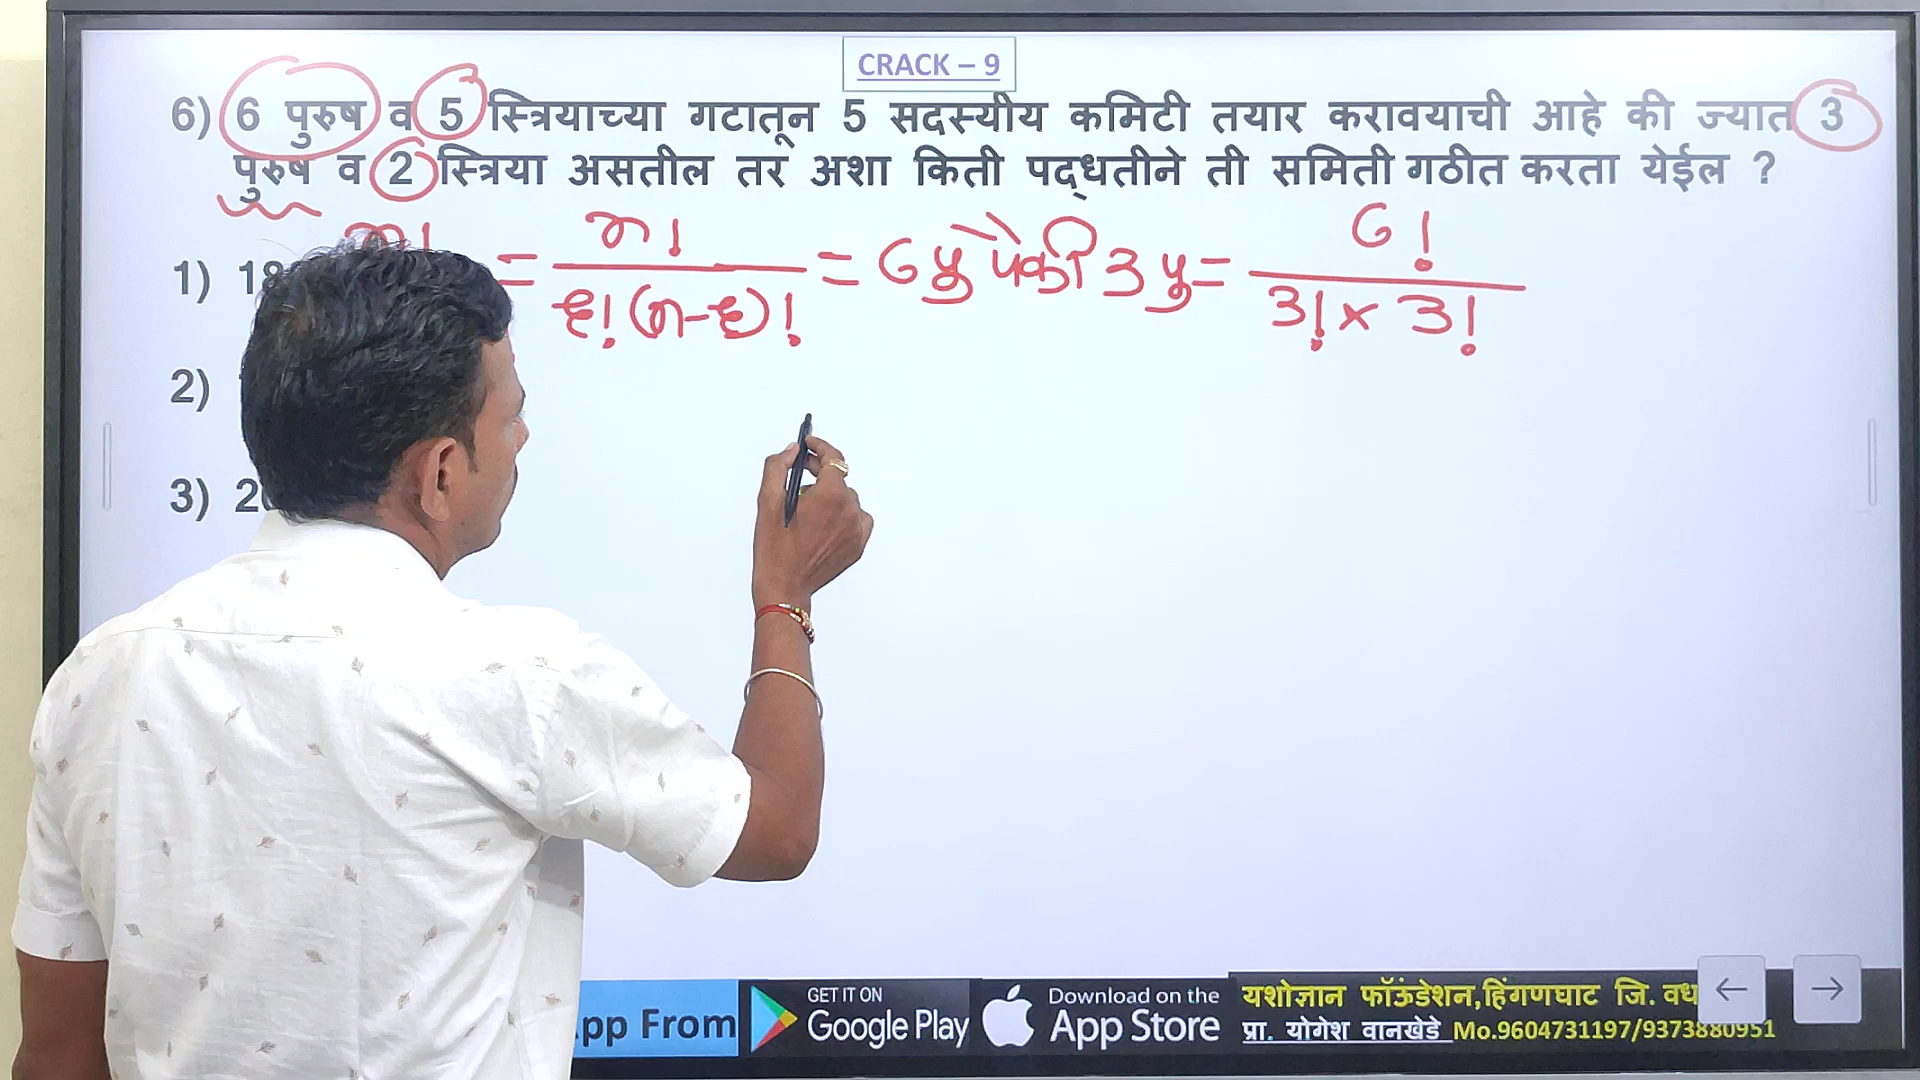 CRACK – 9
6) 6 पुरुष व 5 स्त्रियाच्या गटातून 5 सदस्यीय कमिटी तयार करावयाची आहे की ज्यात 3
पुरुष व 2 स्त्रिया असतील तर अशा किती पद्धतीने ती समिती गठीत करता येईल ?
= n! / r!(n-r)! = 6 पु पैकी 3 पु = 6! / 3! × 3!
1) 18
2)
3) 20
App From
GET IT ON
Google Play
Download on the
App Store
यशोज्ञान फॉऊंडेशन,हिंगणघाट जि. वर्धा
प्रा. योगेश वानखेडे Mo.9604731197/9373880951